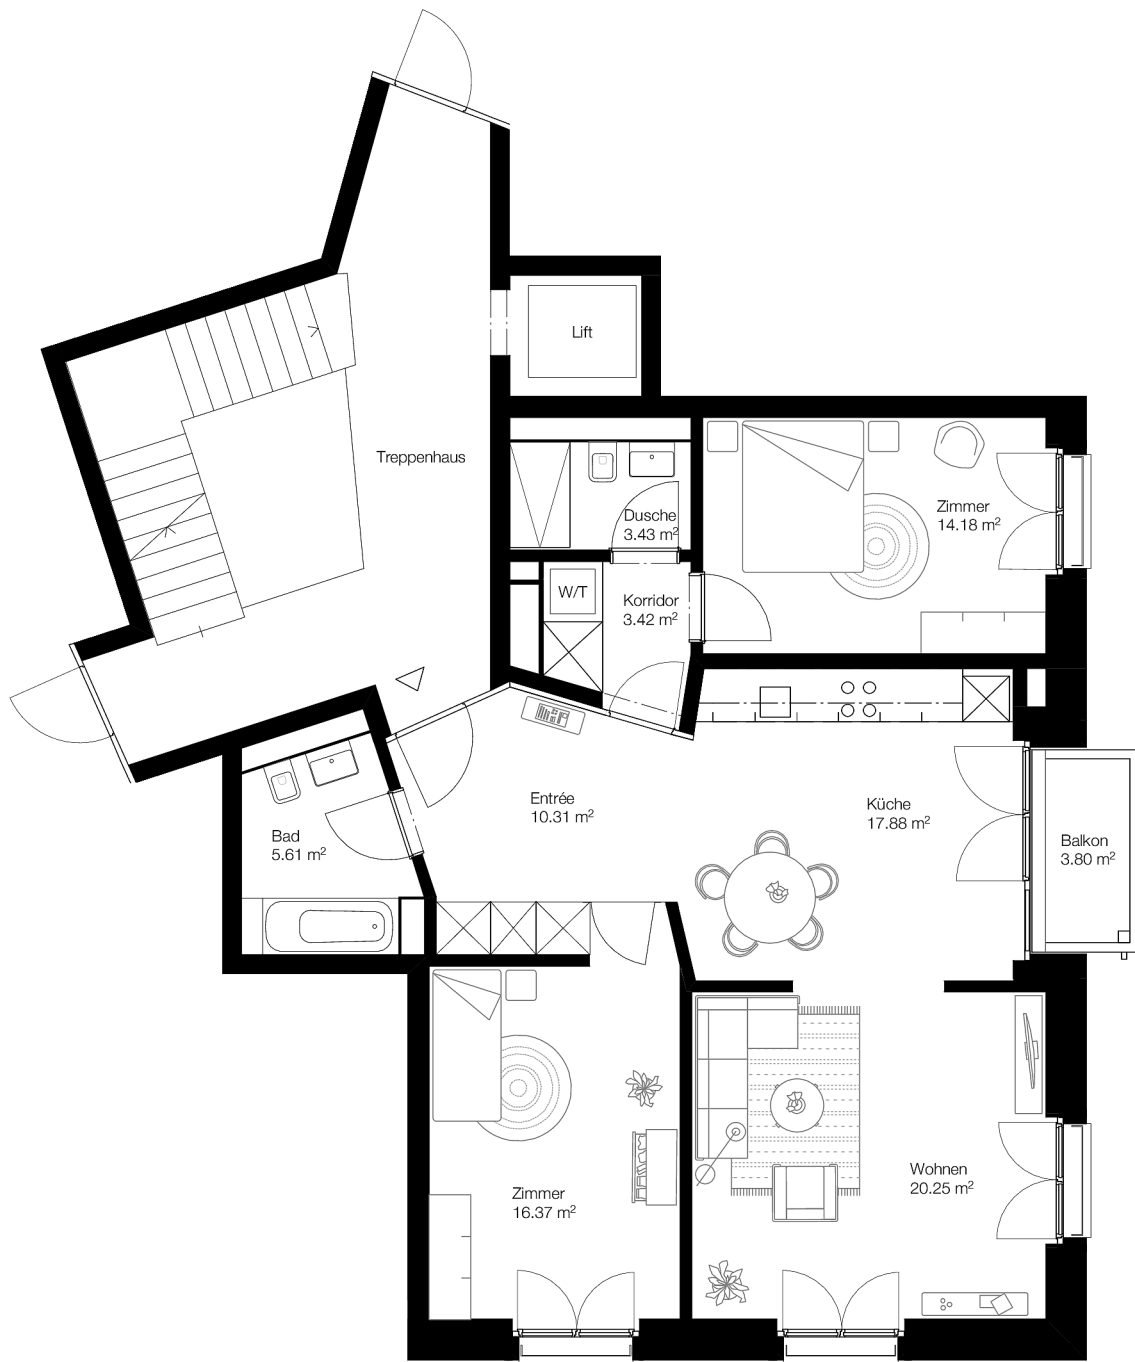 Lift
Treppenhaus
Dusche
3.43 m²
Zimmer
14.18 m²
W/T
Korridor
3.42 m²
Entrée
10.31 m²
Küche
17.88 m²
Bad
5.61 m²
Balkon
3.80 m²
Wohnen
20.25 m²
Zimmer
16.37 m²